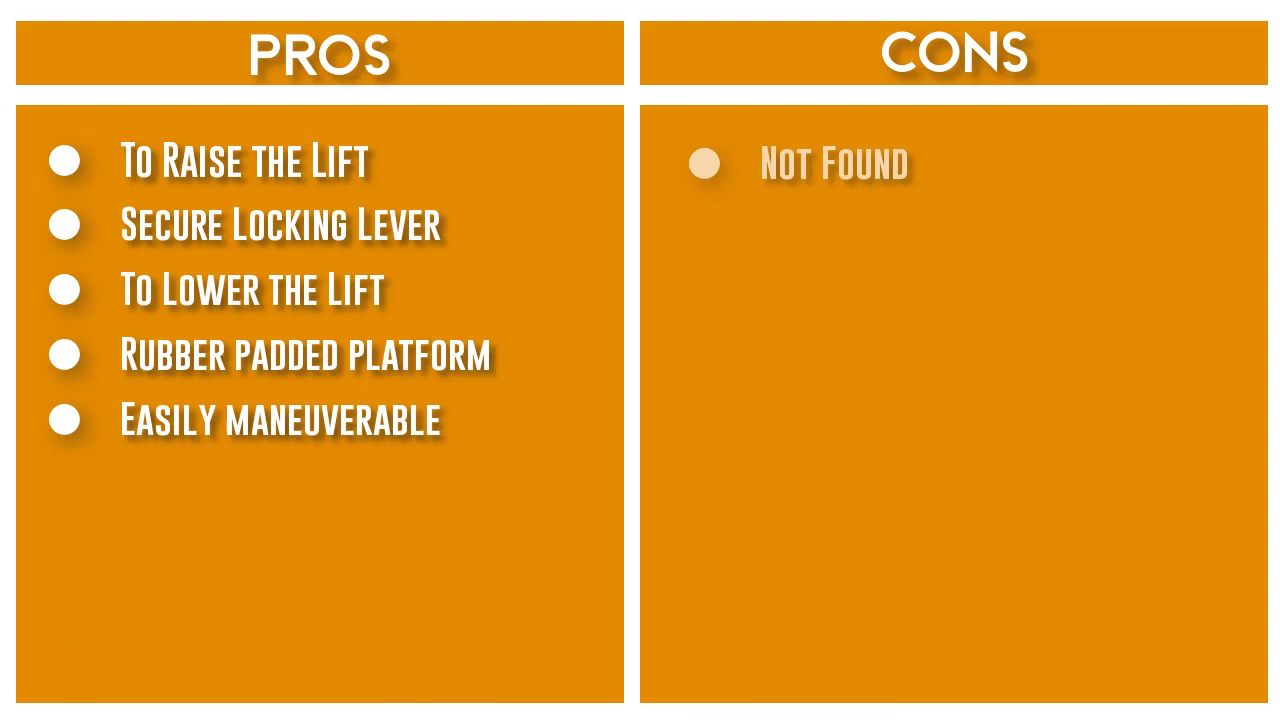 PROS
To Raise the Lift
Secure Locking Lever
To Lower the Lift
Rubber padded platform
Easily maneuverable
CONS
Not Found